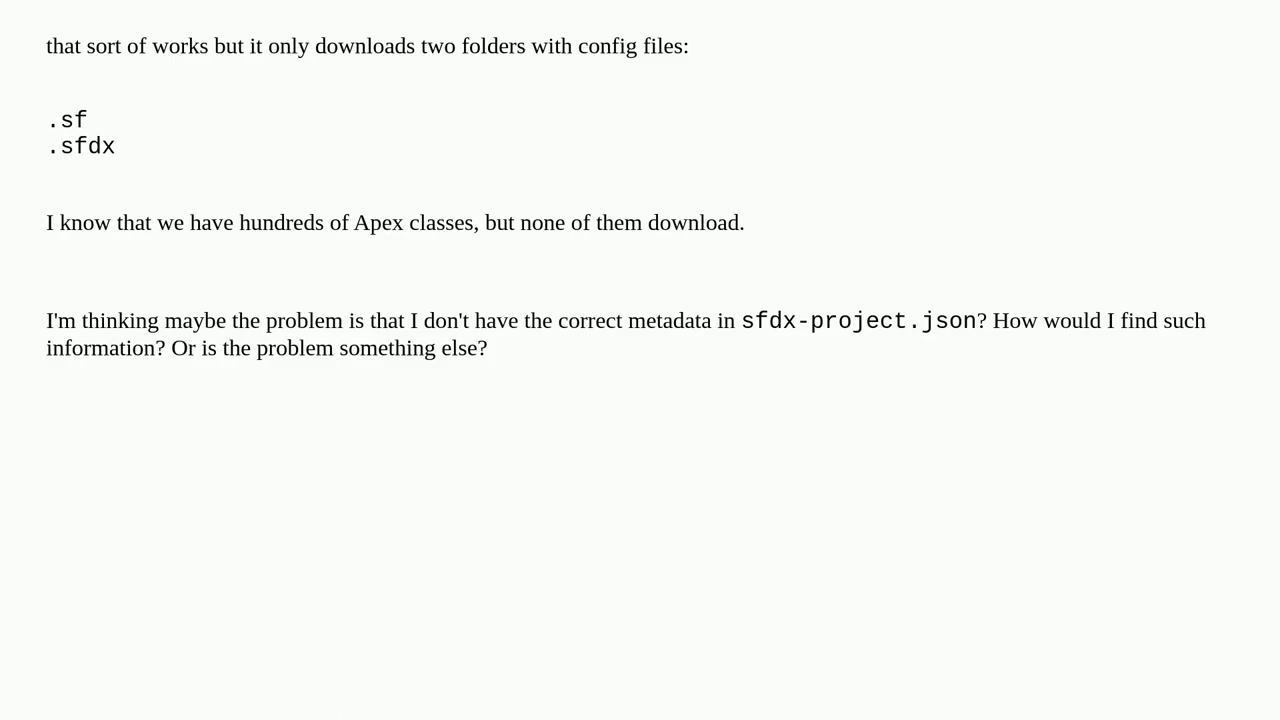 that sort of works but it only downloads two folders with config files:
.sf
.sfdx
I know that we have hundreds of Apex classes, but none of them download.
I'm thinking maybe the problem is that I don't have the correct metadata in sfdx-project.json? How would I find such
information? Or is the problem something else?